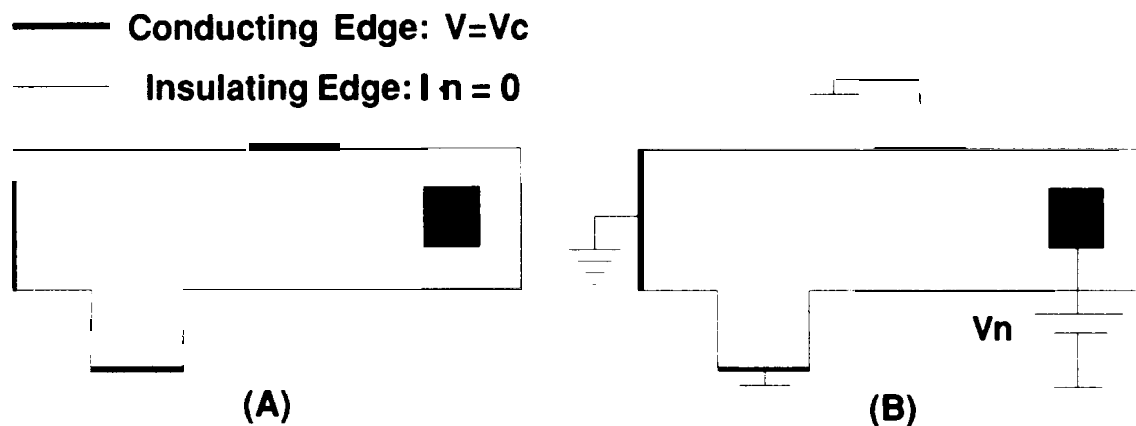 Conducting Edge: V=Vc
Insulating Edge: I·n = 0
Vn
(A)
(B)